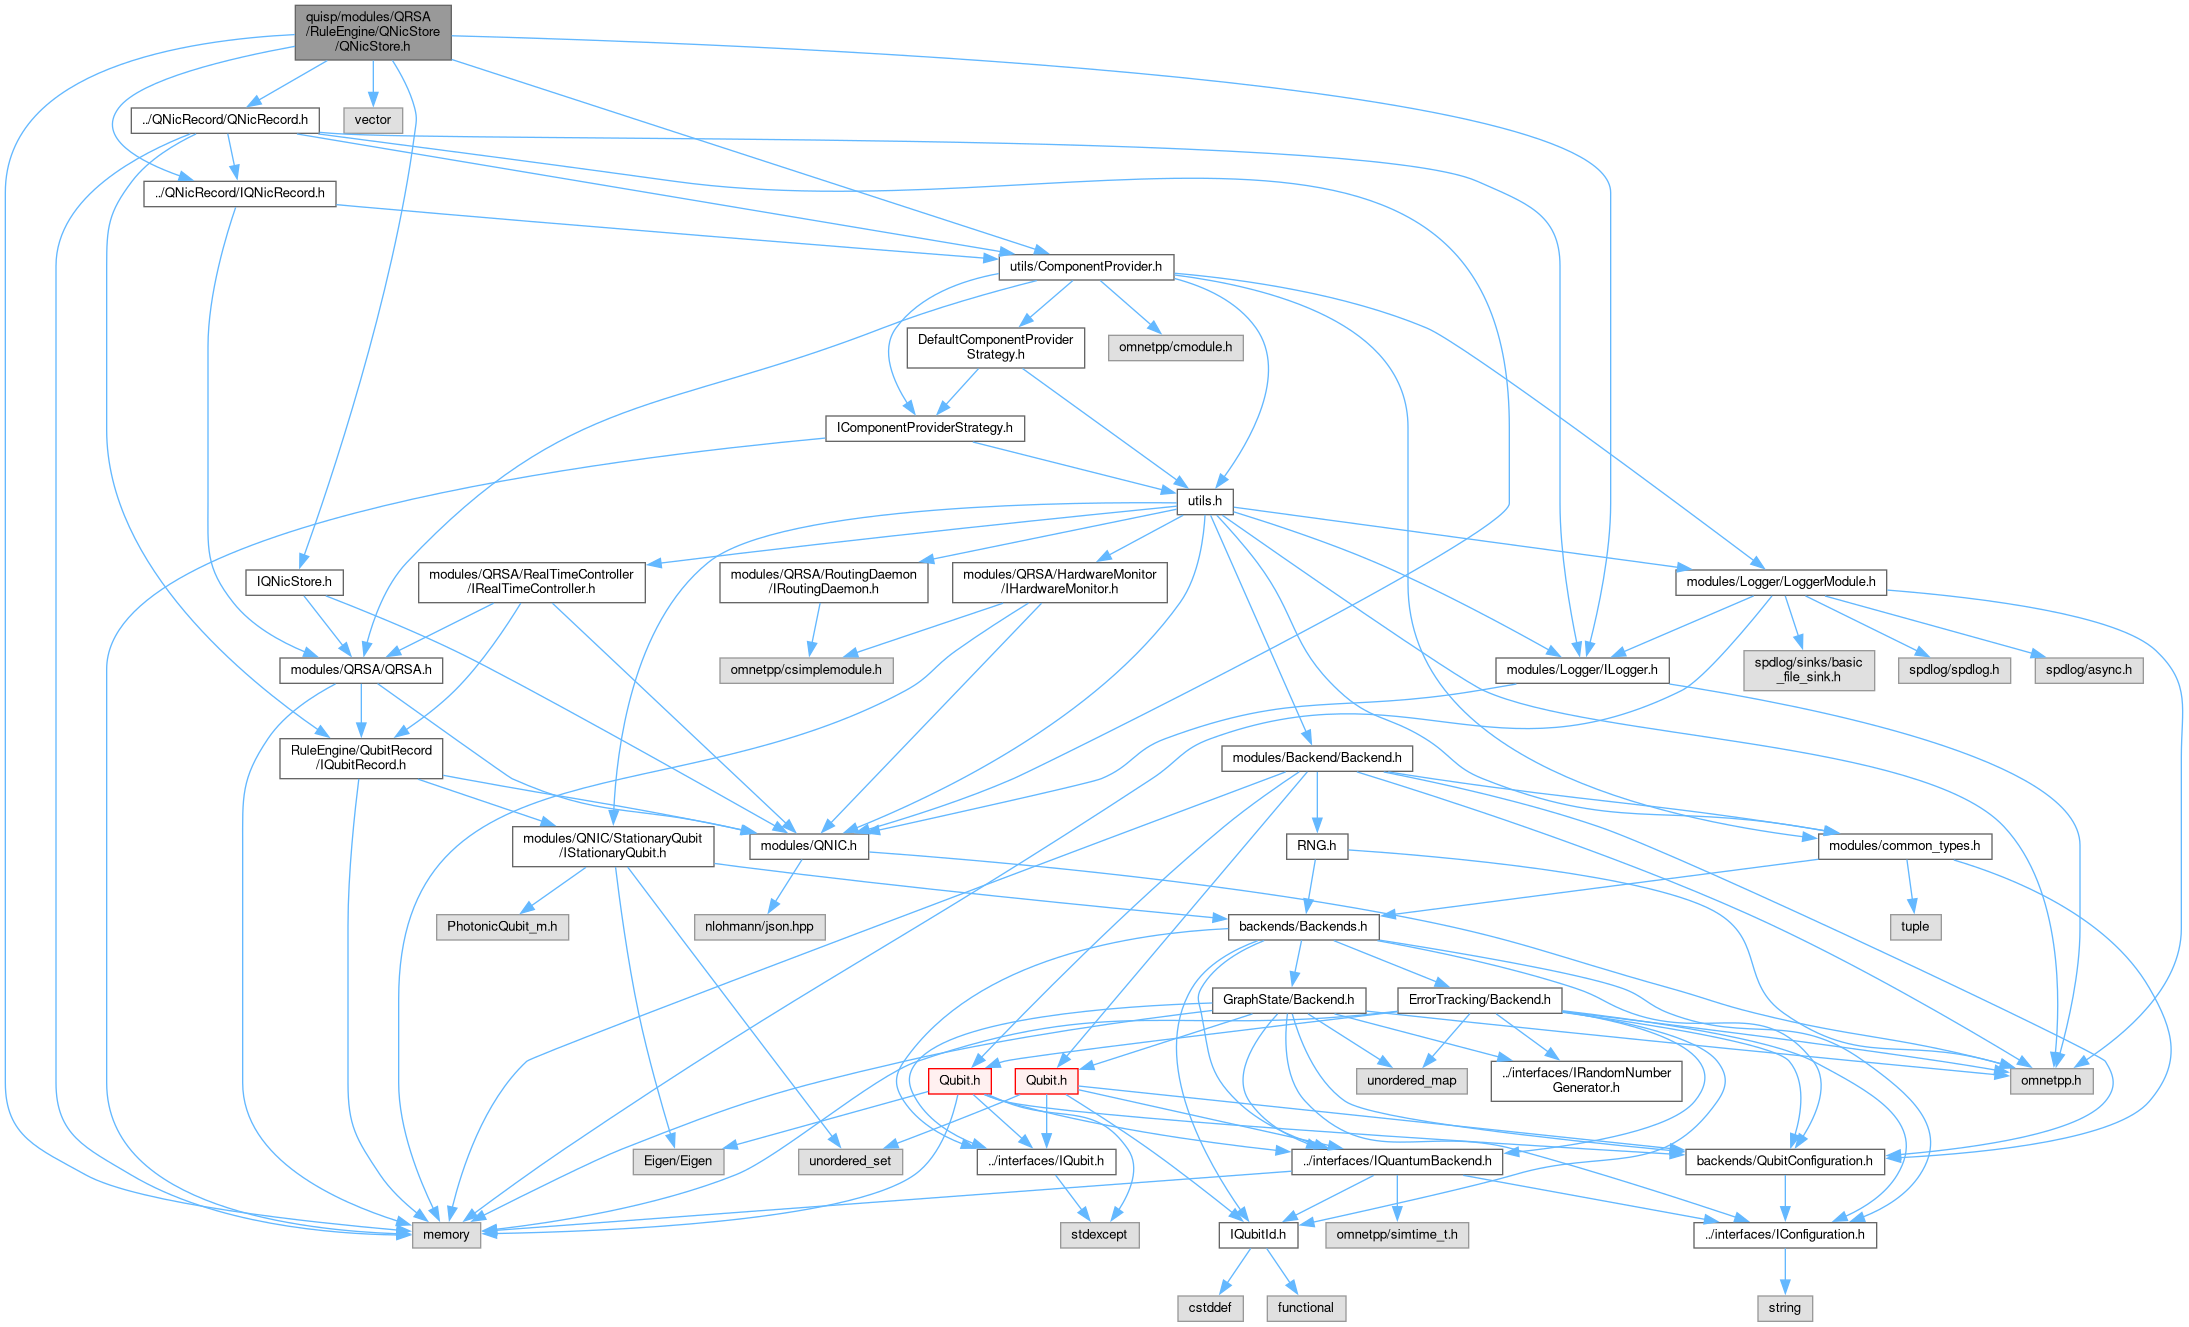 quisp/modules/QRSA
/RuleEngine/QNicStore
/QNicStore.h
../QNicRecord/QNicRecord.h
vector
../QNicRecord/IQNicRecord.h
utils/ComponentProvider.h
DefaultComponentProvider
Strategy.h
omnetpp/cmodule.h
IComponentProviderStrategy.h
utils.h
IQNicStore.h
modules/QRSA/RealTimeController
/IRealTimeController.h
modules/QRSA/RoutingDaemon
/IRoutingDaemon.h
modules/QRSA/HardwareMonitor
/IHardwareMonitor.h
modules/Logger/LoggerModule.h
modules/QRSA/QRSA.h
omnetpp/csimplemodule.h
modules/Logger/ILogger.h
spdlog/sinks/basic
_file_sink.h
spdlog/spdlog.h
spdlog/async.h
RuleEngine/QubitRecord
/IQubitRecord.h
modules/Backend/Backend.h
modules/QNIC/StationaryQubit
/IStationaryQubit.h
modules/QNIC.h
RNG.h
modules/common_types.h
PhotonicQubit_m.h
nlohmann/json.hpp
backends/Backends.h
tuple
GraphState/Backend.h
ErrorTracking/Backend.h
Qubit.h
Qubit.h
unordered_map
../interfaces/IRandomNumber
Generator.h
omnetpp.h
Eigen/Eigen
unordered_set
../interfaces/IQubit.h
../interfaces/IQuantumBackend.h
backends/QubitConfiguration.h
memory
stdexcept
IQubitId.h
omnetpp/simtime_t.h
../interfaces/IConfiguration.h
cstddef
functional
string